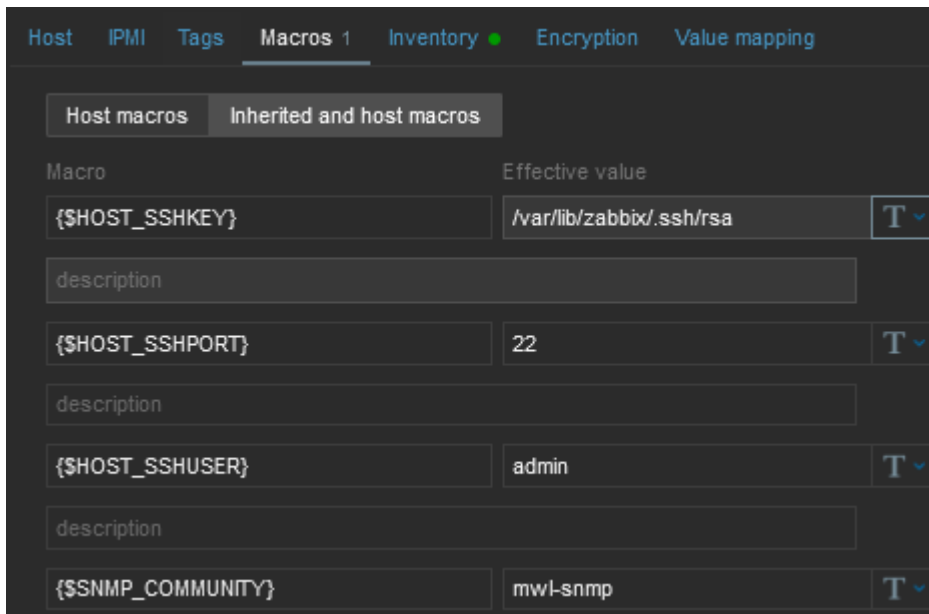 Host IPMI Tags Macros 1 Inventory Encryption Value mapping
Host macros Inherited and host macros
Macro Effective value
{$HOST_SSHKEY} /var/lib/zabbix/.ssh/rsa T
description
{$HOST_SSHPORT} 22 T
description
{$HOST_SSHUSER} admin T
description
{$SNMP_COMMUNITY} mwl-snmp T